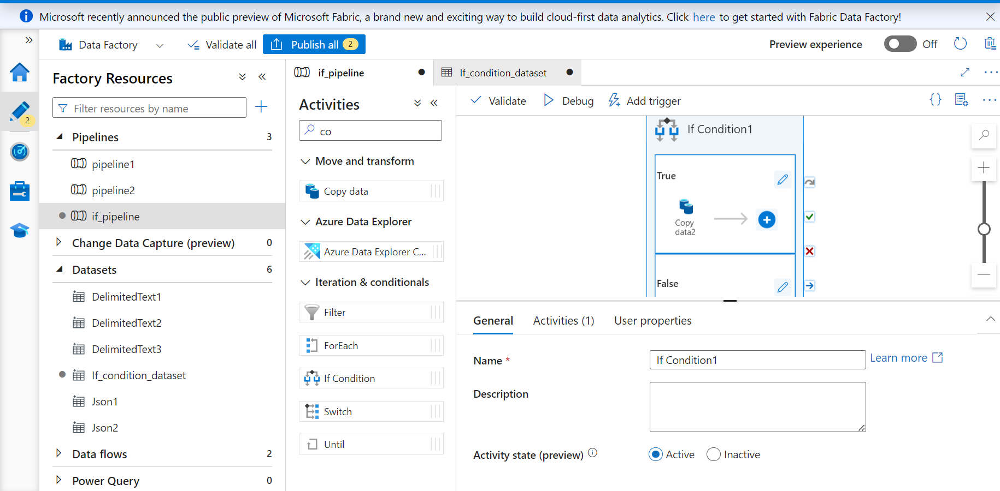 Microsoft recently announced the public preview of Microsoft Fabric, a brand new and exciting way to build cloud-first data analytics. Click here to get started with Fabric Data Factory!
Data Factory
Validate all
Publish all 2
Preview experience
Off
2
Factory Resources
Filter resources by name
Pipelines 3
pipeline1
pipeline2
if_pipeline
Change Data Capture (preview) 0
Datasets 6
DelimitedText1
DelimitedText2
DelimitedText3
If_condition_dataset
Json1
Json2
Data flows 2
Power Query 0
if_pipeline
If_condition_dataset
Activities
co
Move and transform
Copy data
Azure Data Explorer
Azure Data Explorer C...
Iteration & conditionals
Filter
ForEach
If Condition
Switch
Until
Validate
Debug
Add trigger
{}
If Condition1
True
Copy
data2
False
General
Activities (1)
User properties
Name *
If Condition1
Learn more
Description
Activity state (preview)
Active
Inactive